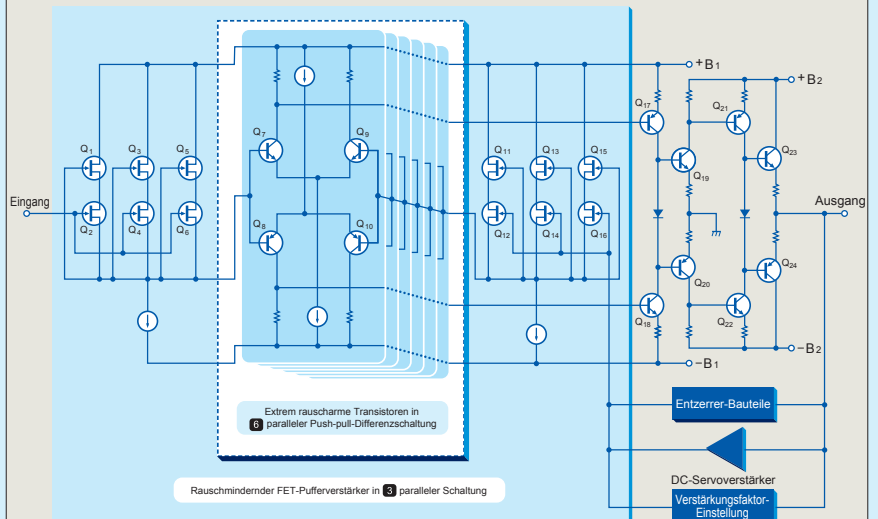 +B1
+B2
Q17
Q21
Q7
Q9
Q1
Q3
Q5
Q11
Q13
Q15
Q23
Q19
Eingang
Ausgang
Q2
Q4
Q6
Q8
Q10
Q12
Q14
Q16
Q24
Q20
Q18
Q22
−B2
−B1
Entzerrer-Bauteile
Extrem rauscharme Transistoren in
6 paralleler Push-pull-Differenzschaltung
DC-Servoverstärker
Rauschmindernder FET-Pufferverstärker in 3 paralleler Schaltung
Verstärkungsfaktor-
Einstellung